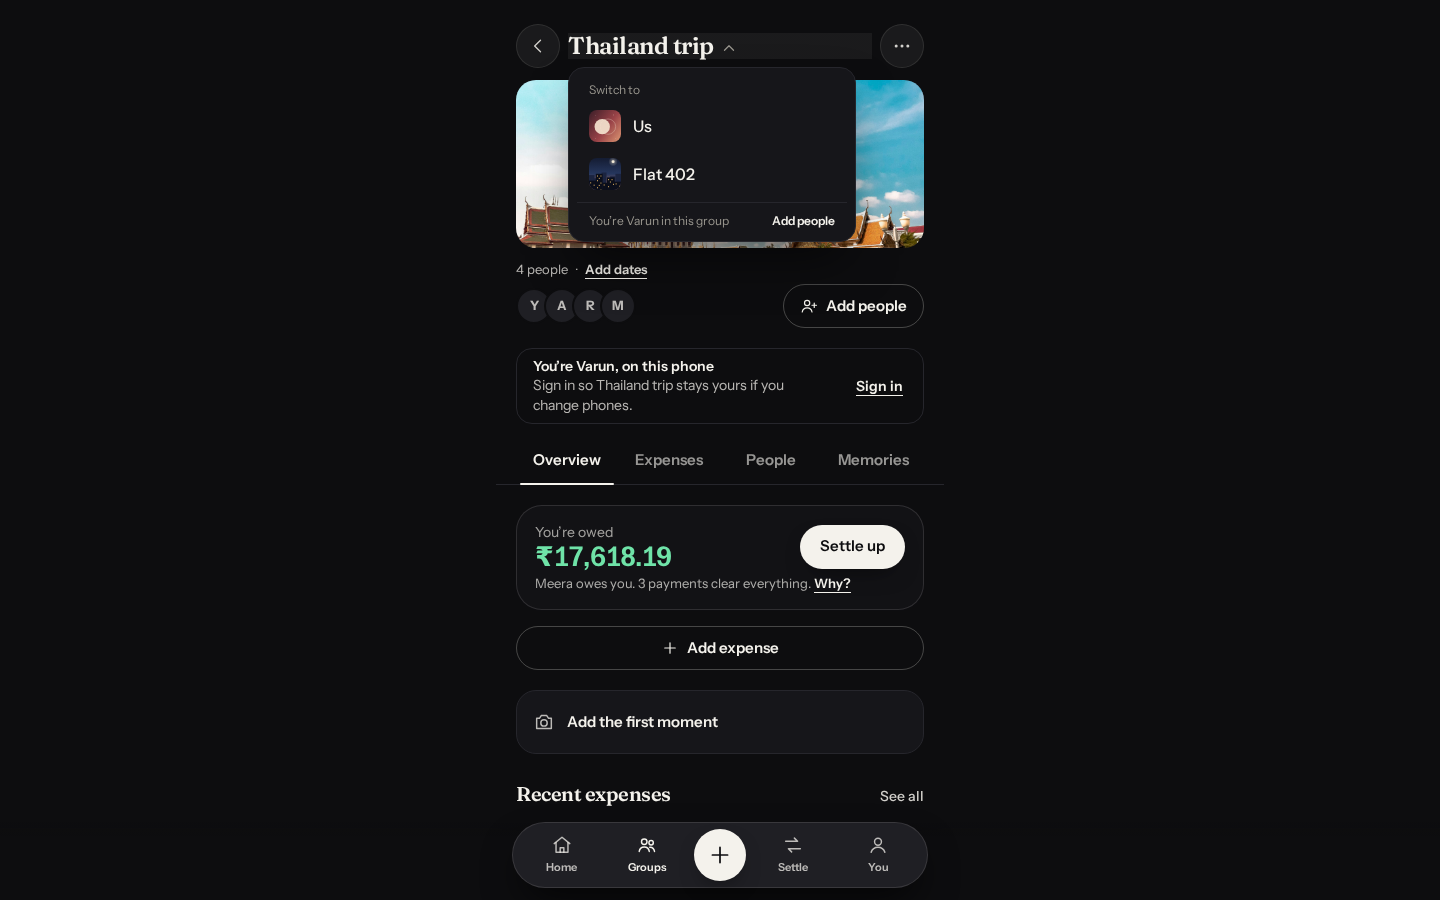 Thailand trip
Switch to
Us
Flat 402
You're Varun in this group Add people
4 people · Add dates
Y A R M Add people
You're Varun, on this phone
Sign in so Thailand trip stays yours if you
change phones.
Sign in
Overview Expenses People Memories
You're owed
₹17,618.19
Settle up
Meera owes you. 3 payments clear everything. Why?
Add expense
Add the first moment
Recent expenses See all
Home Groups Settle You